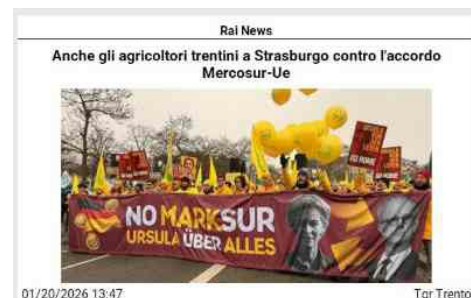 Rai News
Anche gli agricoltori trentini a Strasburgo contro l'accordo
Mercosur-Ue
NO MARKSUR
URSULA ÜBER ALLES
01/20/2026 13:47
Tgr Trento